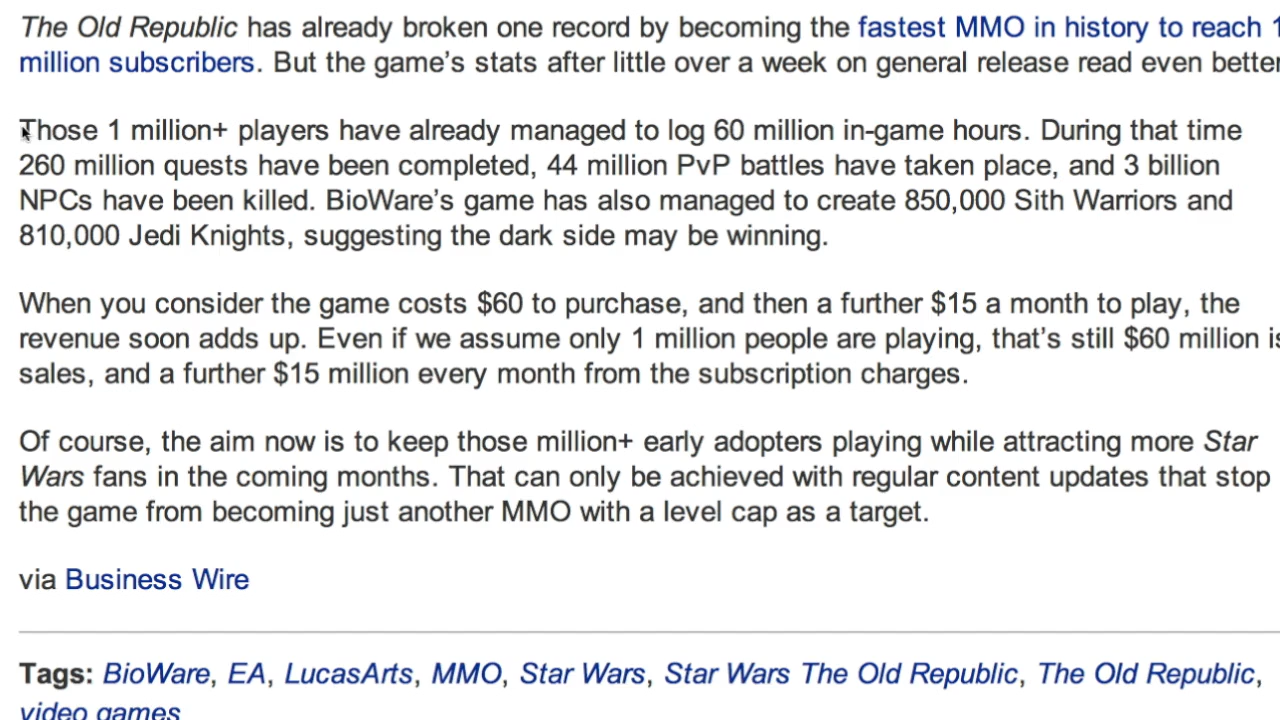 The Old Republic has already broken one record by becoming the fastest MMO in history to reach 1
million subscribers. But the game's stats after little over a week on general release read even better
Those 1 million+ players have already managed to log 60 million in-game hours. During that time
260 million quests have been completed, 44 million PvP battles have taken place, and 3 billion
NPCs have been killed. BioWare's game has also managed to create 850,000 Sith Warriors and
810,000 Jedi Knights, suggesting the dark side may be winning.
When you consider the game costs $60 to purchase, and then a further $15 a month to play, the
revenue soon adds up. Even if we assume only 1 million people are playing, that's still $60 million is
sales, and a further $15 million every month from the subscription charges.
Of course, the aim now is to keep those million+ early adopters playing while attracting more Star
Wars fans in the coming months. That can only be achieved with regular content updates that stop
the game from becoming just another MMO with a level cap as a target.
via Business Wire
Tags: BioWare, EA, LucasArts, MMO, Star Wars, Star Wars The Old Republic, The Old Republic,
video games